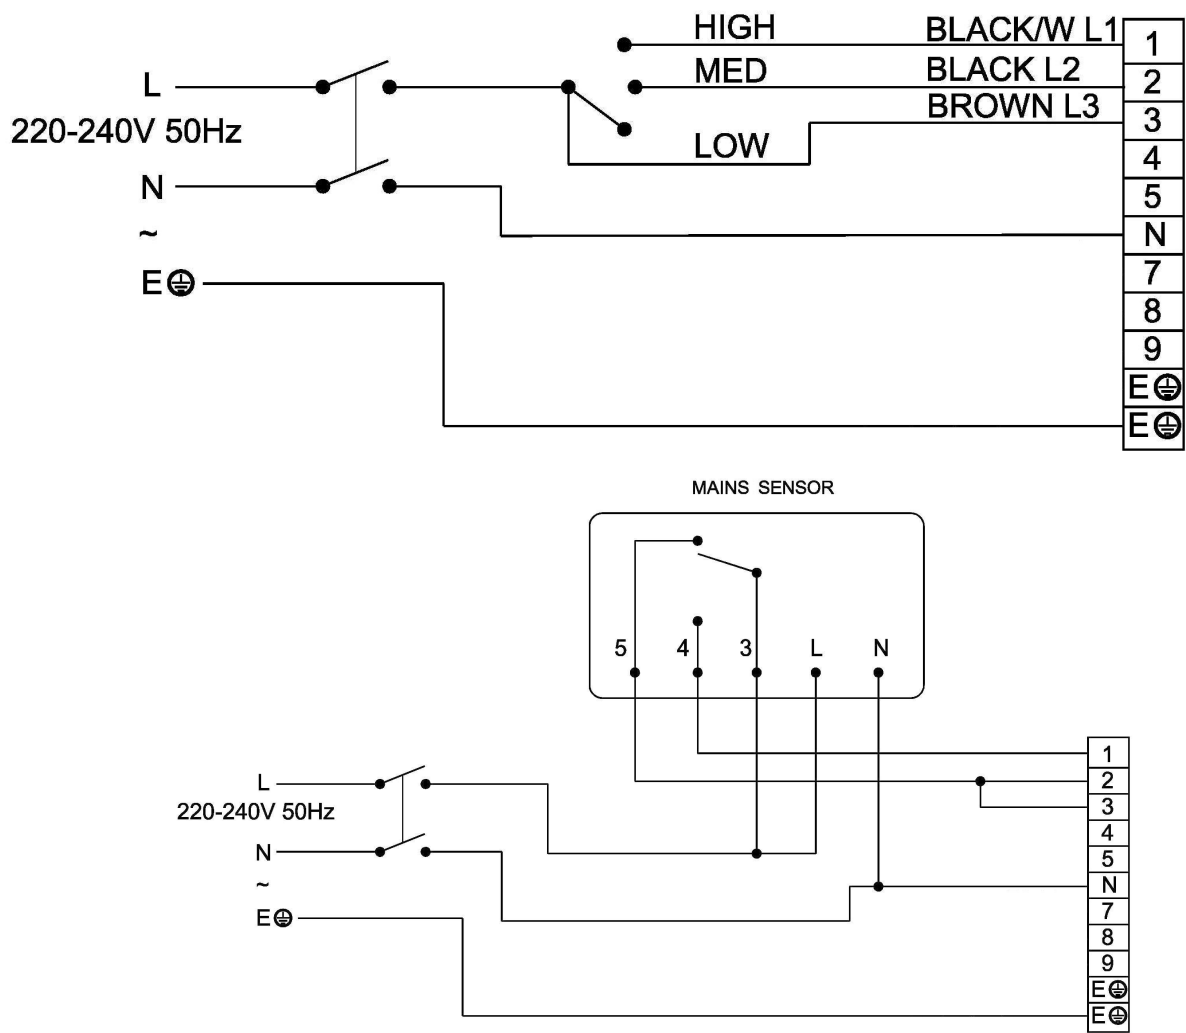 HIGH BLACK/W L1 1
L MED BLACK L2 2
220-240V 50Hz BROWN L3 3
LOW 4
N 5
~ N
E 7
8
9
E
E
MAINS SENSOR
5 4 3 L N
1
L 2
220-240V 50Hz 3
4
N 5
~ N
7
E 8
9
E
E